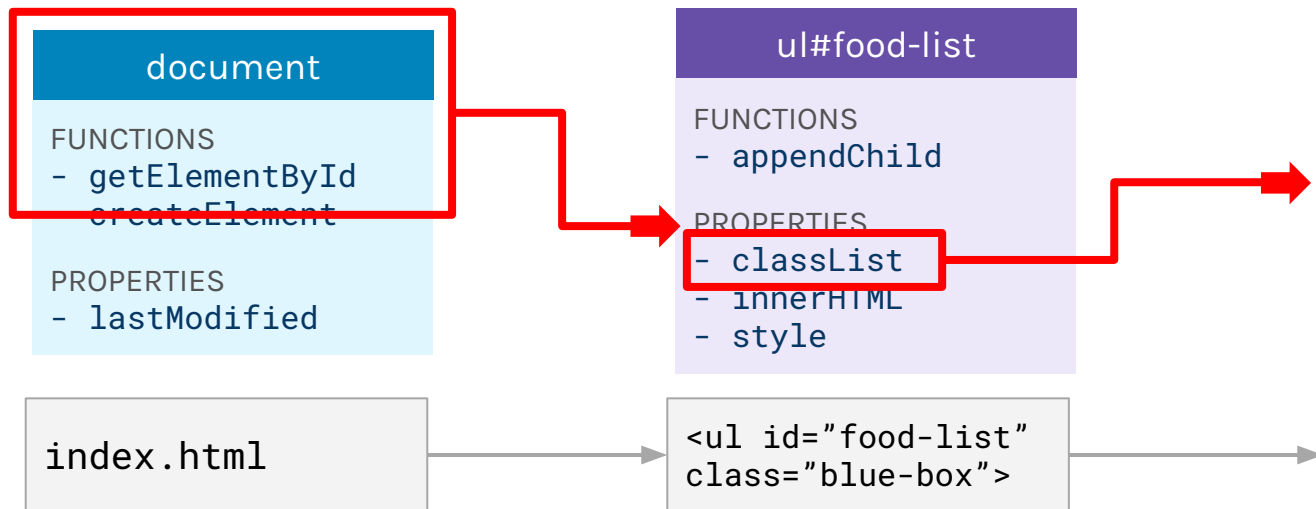 document
FUNCTIONS
- getElementById
- createElement
PROPERTIES
- lastModified
ul#food-list
FUNCTIONS
- appendChild
PROPERTIES
- classList
- innerHTML
- style
index.html
<ul id=”food-list”
class=”blue-box”>